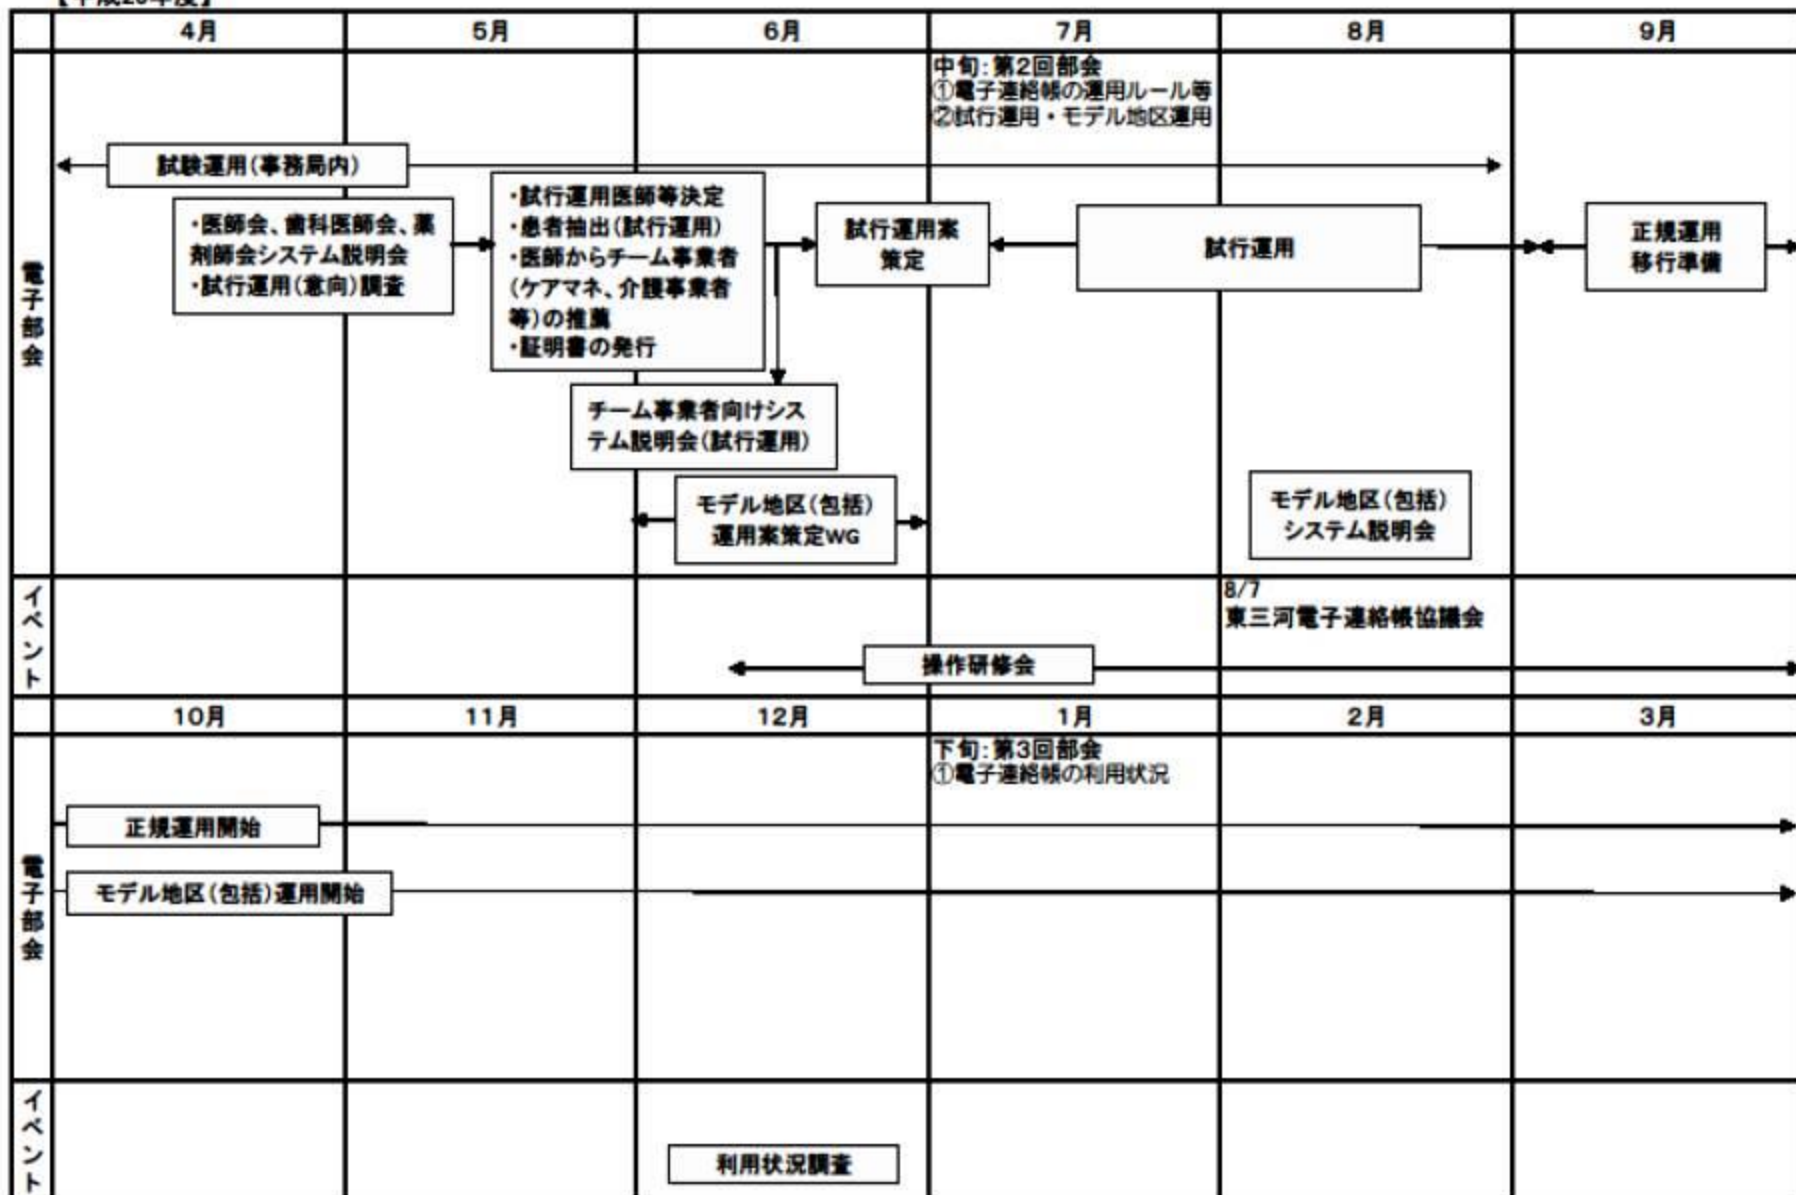 4月 5月 6月 7月 8月 9月
電子部会
中旬:第2回部会
①電子連絡帳の運用ルール等
②試行運用・モデル地区運用
試験運用(事務局内)
・医師会、歯科医師会、薬
剤師会システム説明会
・試行運用(意向)調査
・試行運用医師等決定
・患者抽出(試行運用)
・医師からチーム事業者
(ケアマネ、介護事業者
等)の推薦
・証明書の発行
試行運用案
策定
試行運用
正規運用
移行準備
チーム事業者向けシス
テム説明会(試行運用)
モデル地区(包括)
運用案策定WG
モデル地区(包括)
システム説明会
イベント
8/7
東三河電子連絡帳協議会
操作研修会
10月 11月 12月 1月 2月 3月
電子部会
下旬:第3回部会
①電子連絡帳の利用状況
正規運用開始
モデル地区(包括)運用開始
イベント
利用状況調査